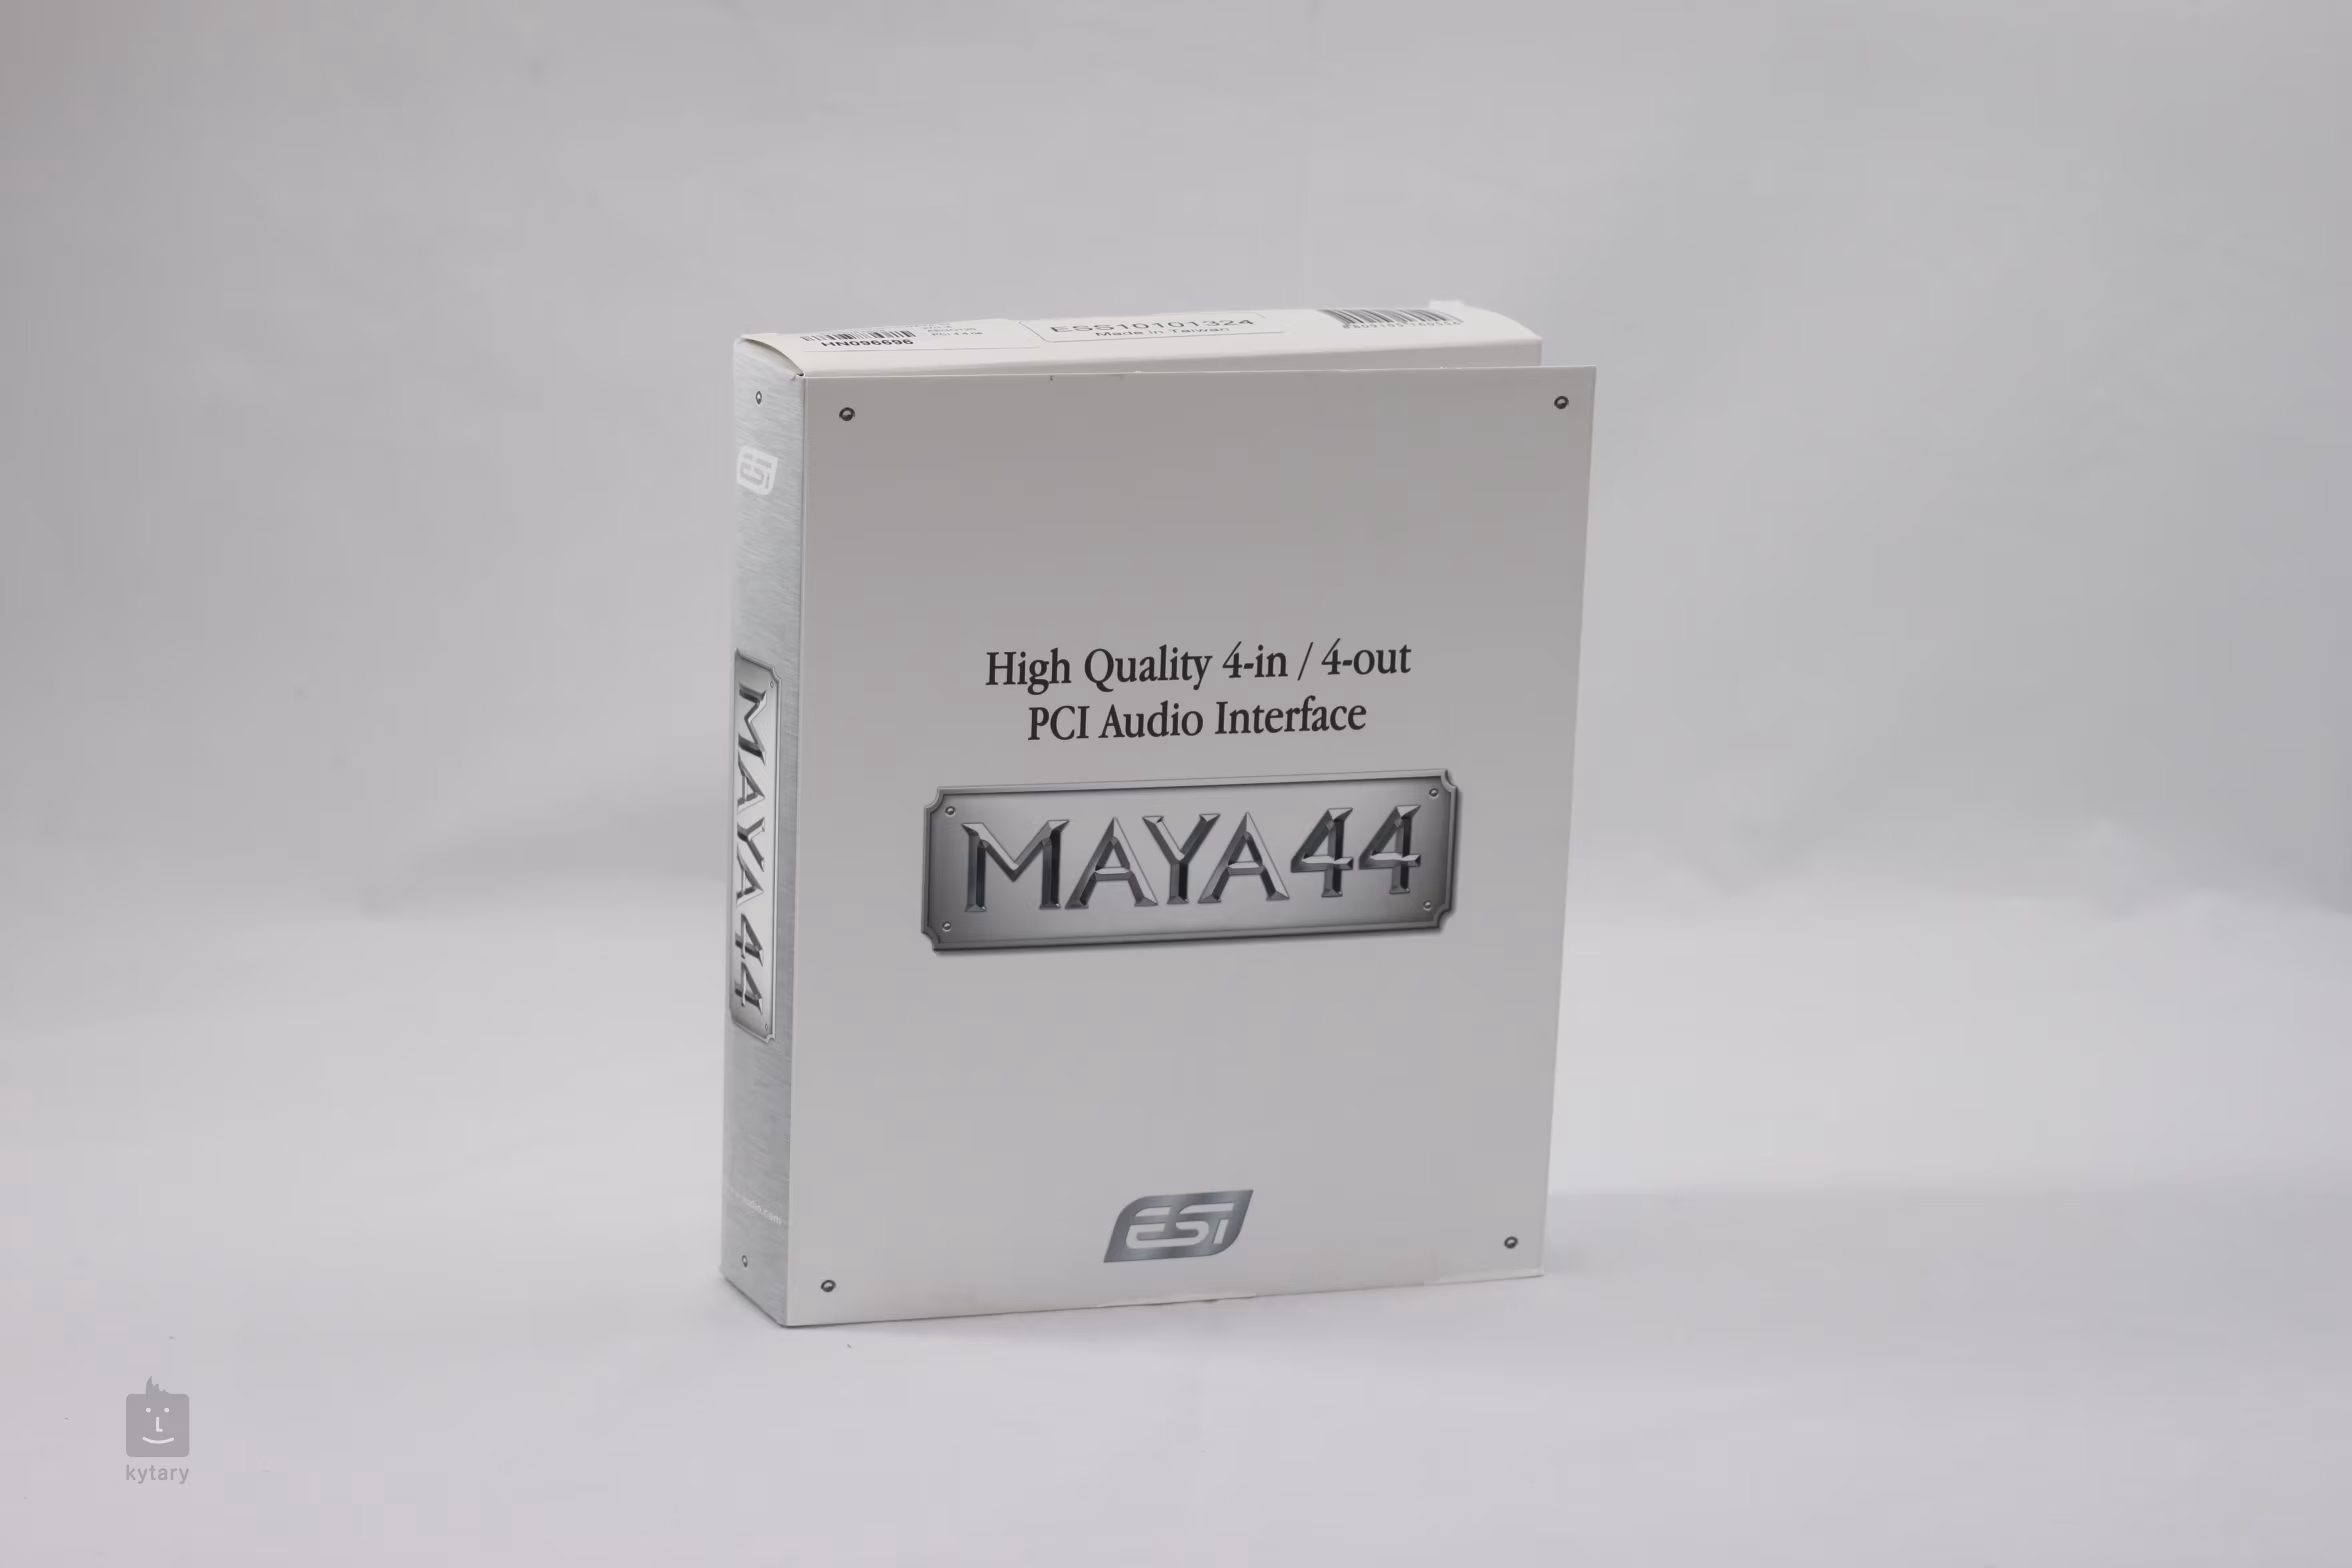 HN096696
ESS10101324
Made in Taiwan
ESI
MAYA44
High Quality 4-in / 4-out
PCI Audio Interface
MAYA44
ESI
kytary